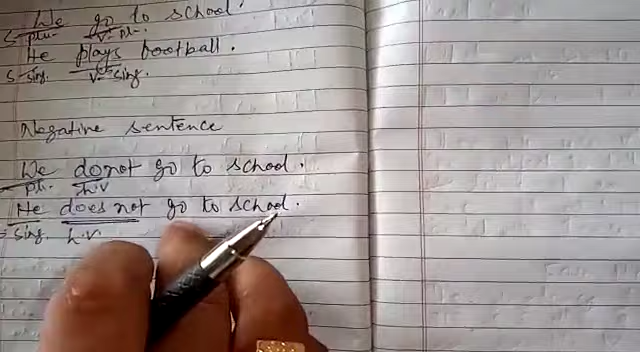 We go to school.
S-plu. V-plu.
He plays football.
S-sing. V-sing.
Negative sentence
We donot go to school.
plu. h.v
He does not go to school.
sing. h.v.